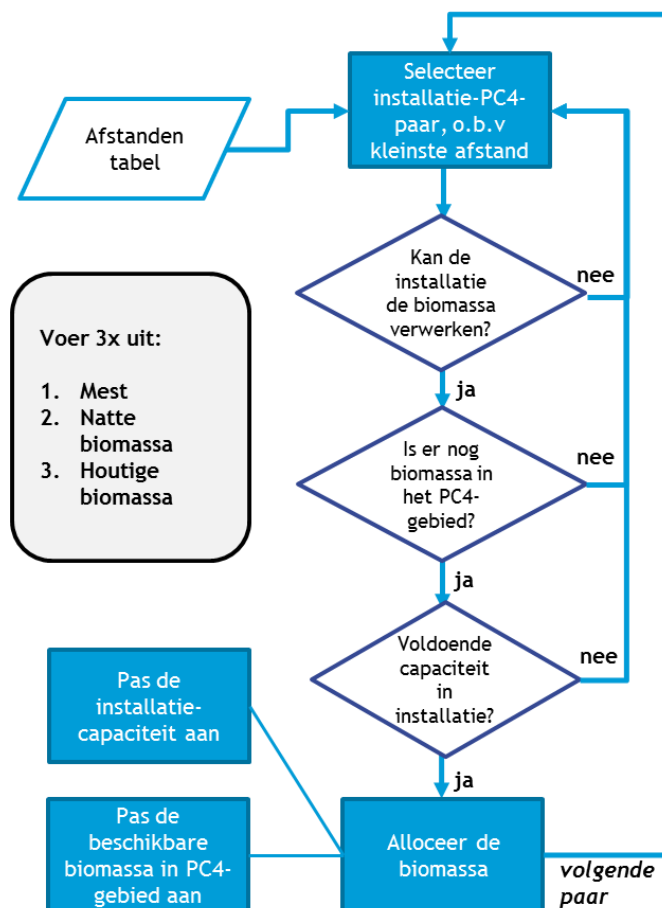 Selecteer
installatie-PC4-
paar, o.b.v
kleinste afstand
Afstanden
tabel
Kan de
installatie
de biomassa
verwerken?
nee
ja
Voer 3x uit:
1. Mest
2. Natte
biomassa
3. Houtige
biomassa
Is er nog
biomassa in
het PC4-
gebied?
nee
ja
Voldoende
capaciteit
in
installatie?
nee
ja
Pas de
installatie-
capaciteit aan
Pas de
beschikbare
biomassa in PC4-
gebied aan
Alloceer de
biomassa
volgende
paar